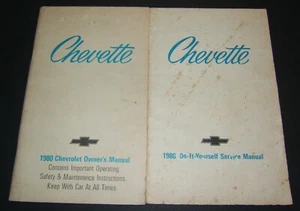 Chevette
1980 Chevrolet Owner's Manual
Contains Important Operating
Safety & Maintenance Instructions
Keep With Car At All Times
Chevette
1980 Do-It-Yourself Service Manual